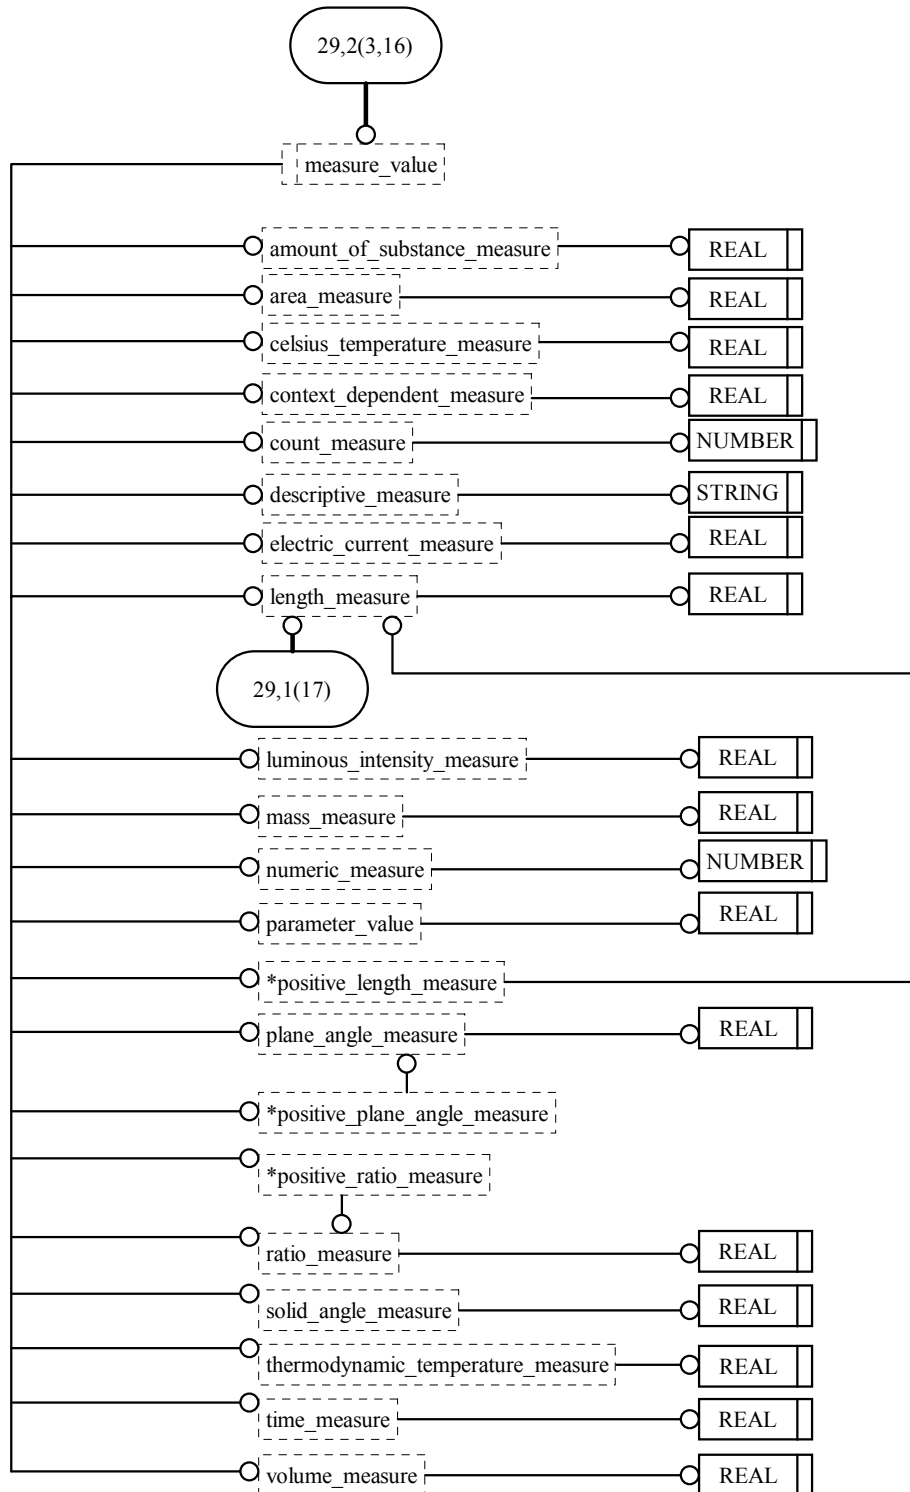 29,2(3,16)
measure_value
amount_of_substance_measure REAL
area_measure REAL
celsius_temperature_measure REAL
context_dependent_measure REAL
count_measure NUMBER
descriptive_measure STRING
electric_current_measure REAL
length_measure REAL
29,1(17)
luminous_intensity_measure REAL
mass_measure REAL
numeric_measure NUMBER
parameter_value REAL
*positive_length_measure
plane_angle_measure REAL
*positive_plane_angle_measure
*positive_ratio_measure
ratio_measure REAL
solid_angle_measure REAL
thermodynamic_temperature_measure REAL
time_measure REAL
volume_measure REAL